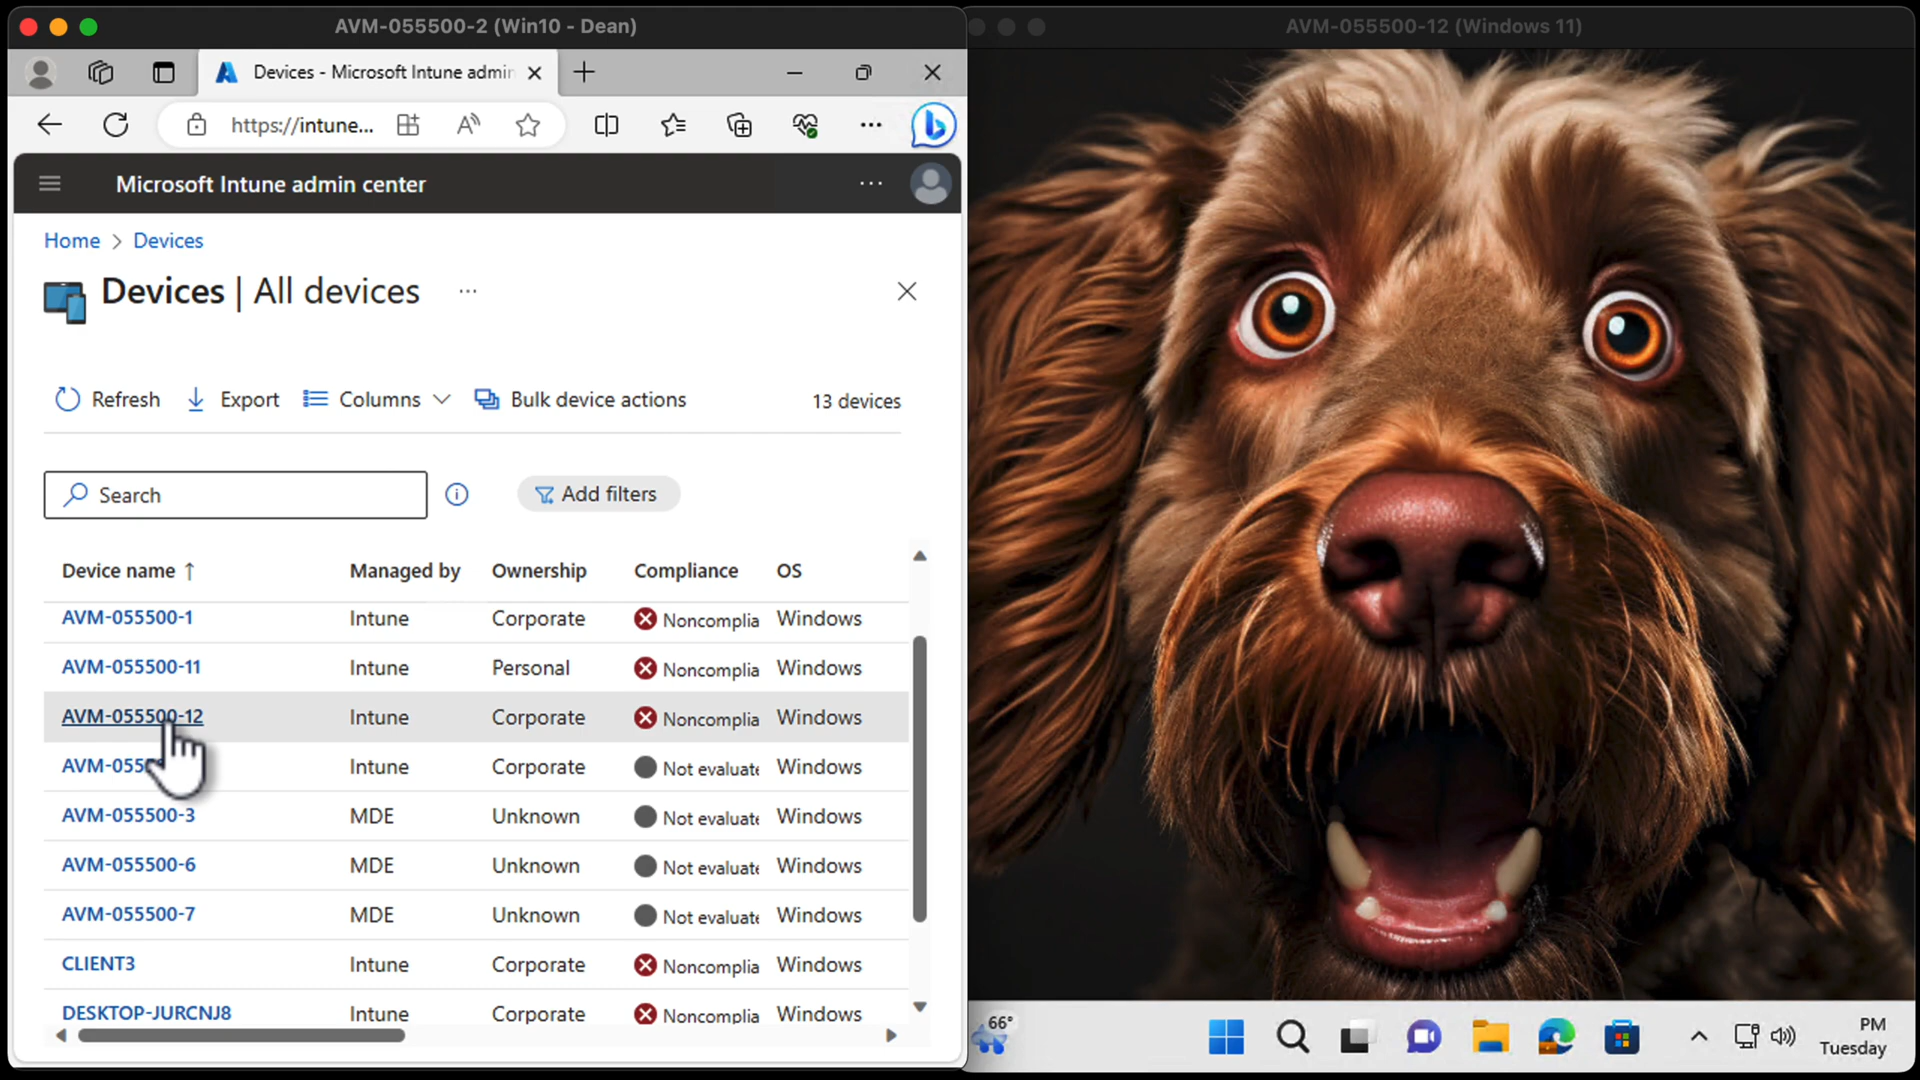 AVM-055500-2 (Win10 - Dean)
Devices - Microsoft Intune admin
https://intune...
Microsoft Intune admin center
Home > Devices
Devices | All devices
Refresh Export Columns Bulk device actions 13 devices
Search Add filters
Device name ↑ Managed by Ownership Compliance OS
AVM-055500-1 Intune Corporate Noncomplia Windows
AVM-055500-11 Intune Personal Noncomplia Windows
AVM-055500-12 Intune Corporate Noncomplia Windows
Intune Corporate Not evaluate Windows
AVM-055500-3 MDE Unknown Not evaluate Windows
AVM-055500-6 MDE Unknown Not evaluate Windows
AVM-055500-7 MDE Unknown Not evaluate Windows
CLIENT3 Intune Corporate Noncomplia Windows
DESKTOP-JURCNJ8 Intune Corporate Noncomplia Windows
AVM-055500-12 (Windows 11)
66°
PM
Tuesday